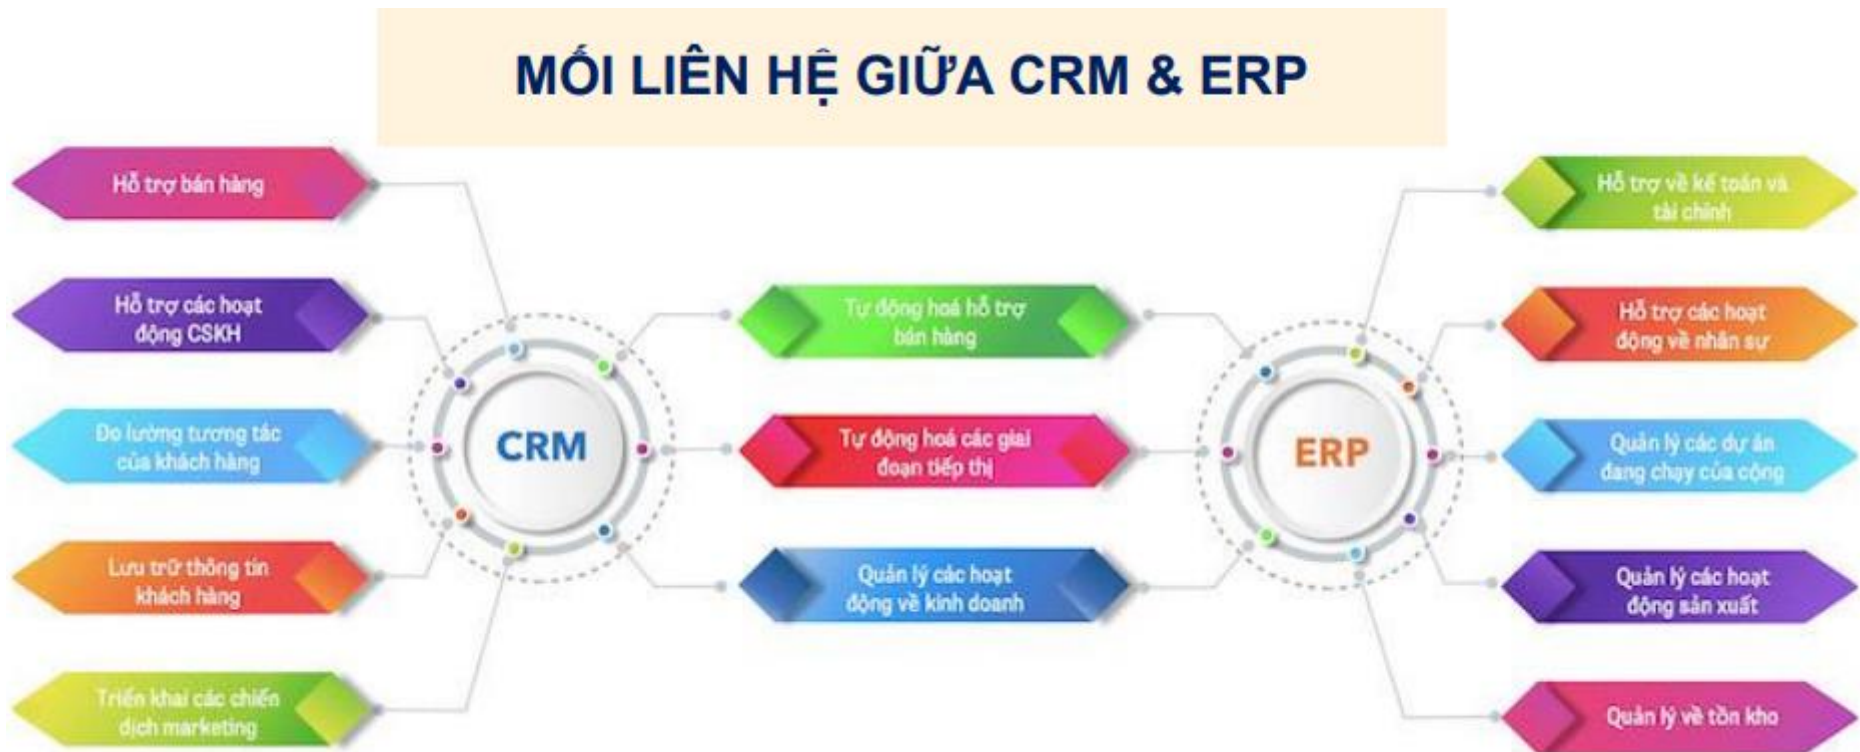 MỐI LIÊN HỆ GIỮA CRM & ERP
Hỗ trợ bán hàng
Hỗ trợ các hoạt
động CSKH
Đo lường tương tác
của khách hàng
Lưu trữ thông tin
khách hàng
Triển khai các chiến
dịch marketing
CRM
Tự động hoá hỗ trợ
bán hàng
Tự động hoá các giai
đoạn tiếp thị
Quản lý các hoạt
động về kinh doanh
ERP
Hỗ trợ về kế toán và
tài chính
Hỗ trợ các hoạt
động về nhân sự
Quản lý các dự án
đang chạy của công
Quản lý các hoạt
động sản xuất
Quản lý về tồn kho